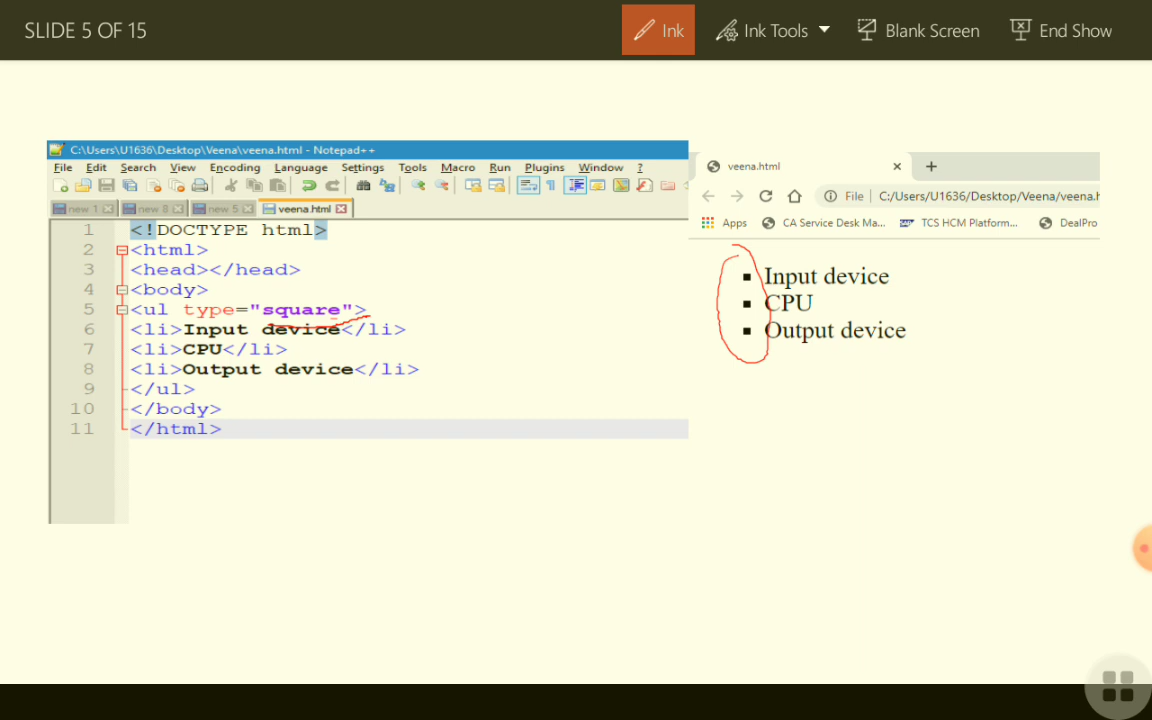 SLIDE 5 OF 15
Ink
Ink Tools
Blank Screen
End Show
C:\Users\U1636\Desktop\Veena\veena.html - Notepad++
File Edit Search View Encoding Language Settings Tools Macro Run Plugins Window ?
new 1 new 8 new 5 veena.html
1 <!DOCTYPE html>
2 <html>
3 <head></head>
4 <body>
5 <ul type="square">
6 <li>Input device</li>
7 <li>CPU</li>
8 <li>Output device</li>
9 </ul>
10 </body>
11 </html>
veena.html
File C:/Users/U1636/Desktop/Veena/veena.h
Apps CA Service Desk Ma... TCS HCM Platform... DealPro
▪ Input device
▪ CPU
▪ Output device